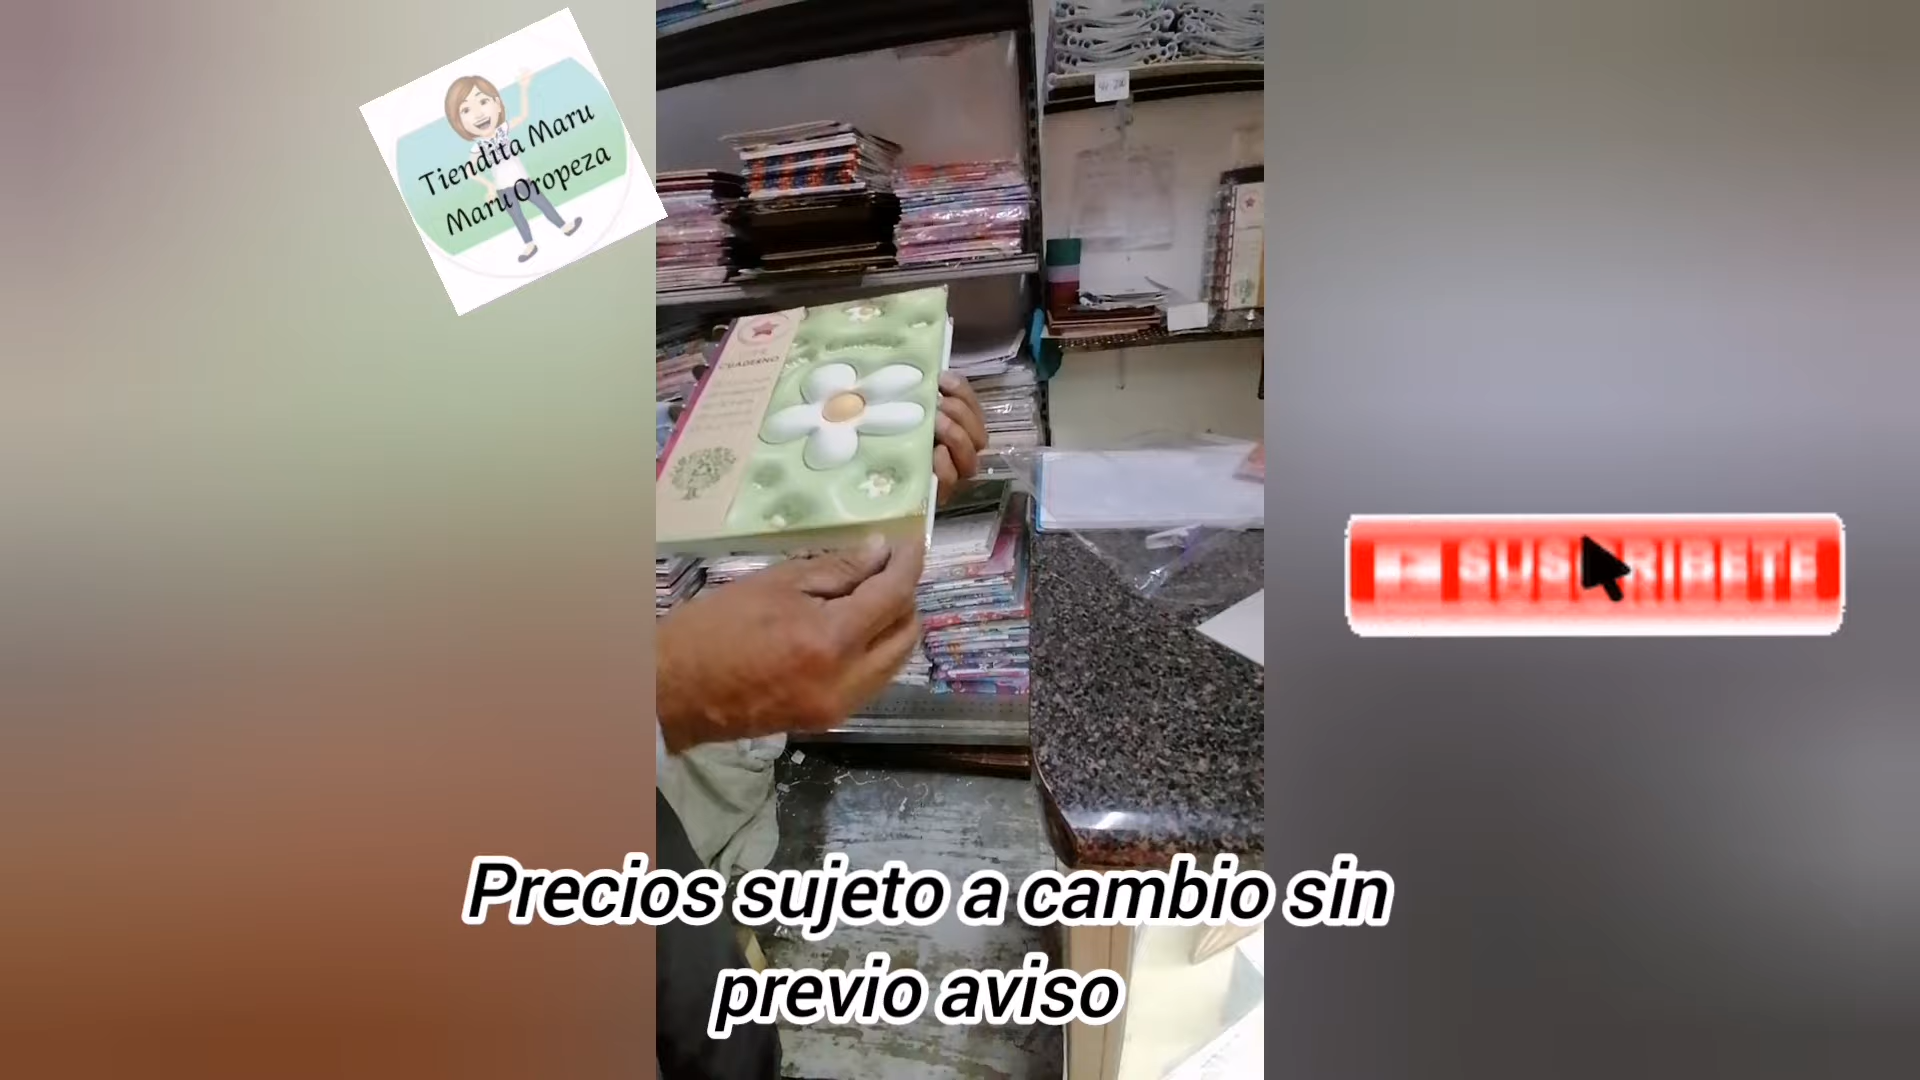 Tiendita Maru
Maru Oropeza
CUADERNO
SUSCRIBETE
Precios sujeto a cambio sin
previo aviso